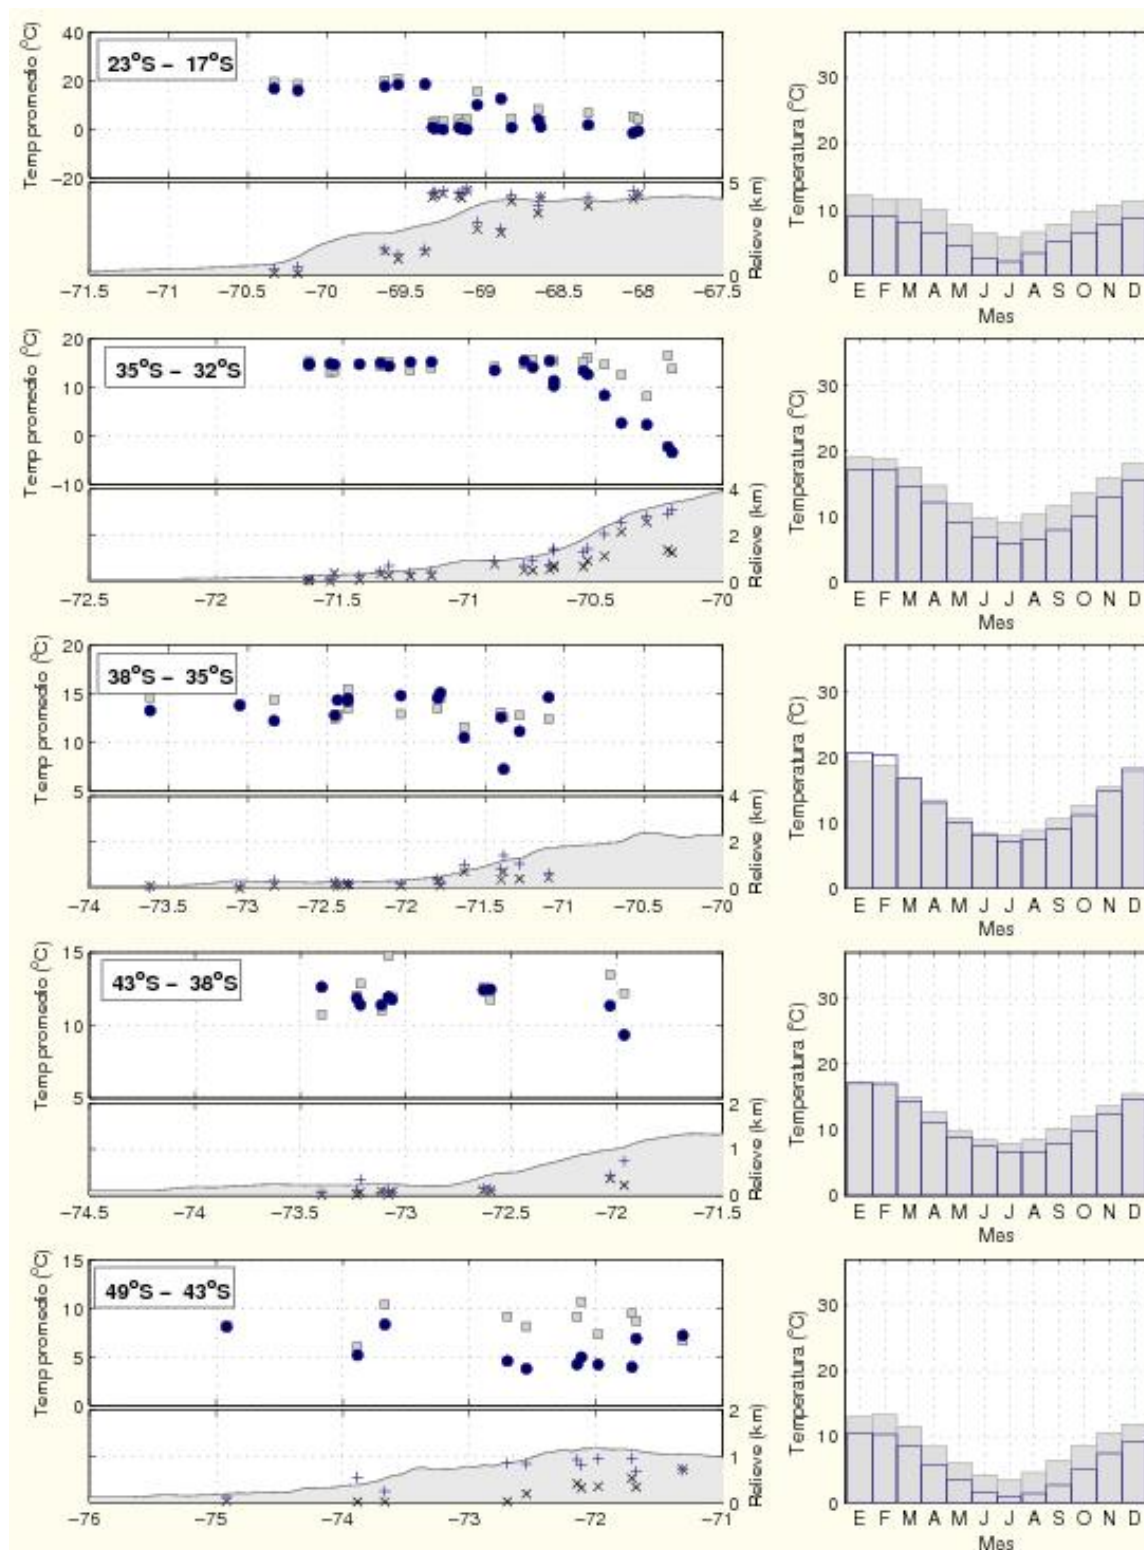 Temp promedio (°C)
40
20
0
−20
23°S − 17°S
5
0
Relieve (km)
−71.5 −71 −70.5 −70 −69.5 −69 −68.5 −68 −67.5
Temperatura (°C)
30
20
10
0
E F M A M J J A S O N D
Mes
Temp promedio (°C)
20
10
0
−10
35°S − 32°S
4
2
0
Relieve (km)
−72.5 −72 −71.5 −71 −70.5 −70
Temperatura (°C)
30
20
10
0
E F M A M J J A S O N D
Mes
Temp promedio (°C)
20
15
10
5
38°S − 35°S
4
2
0
Relieve (km)
−74 −73.5 −73 −72.5 −72 −71.5 −71 −70.5 −70
Temperatura (°C)
30
20
10
0
E F M A M J J A S O N D
Mes
Temp promedio (°C)
15
10
5
43°S − 38°S
2
1
0
Relieve (km)
−74.5 −74 −73.5 −73 −72.5 −72 −71.5
Temperatura (°C)
30
20
10
0
E F M A M J J A S O N D
Mes
Temp promedio (°C)
15
10
5
0
49°S − 43°S
2
1
0
Relieve (km)
−76 −75 −74 −73 −72 −71
Temperatura (°C)
30
20
10
0
E F M A M J J A S O N D
Mes